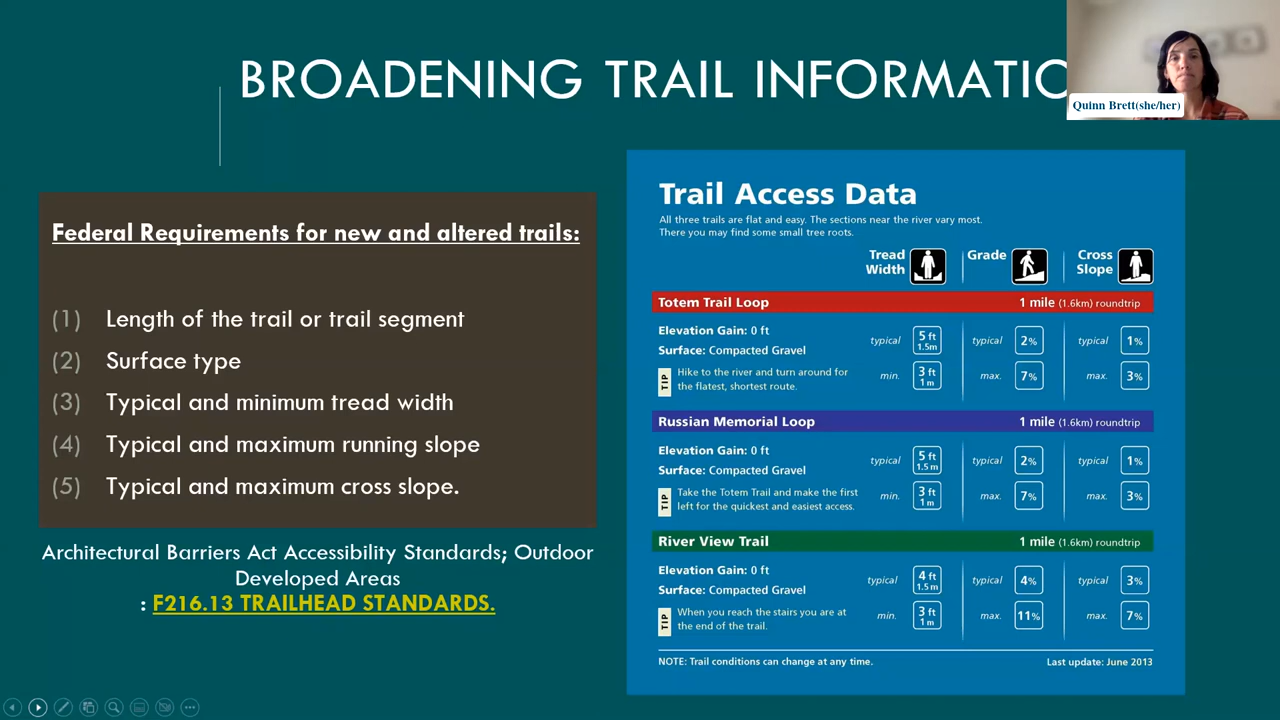 BROADENING TRAIL INFORMATIO
Quinn Brett(she/her)
Federal Requirements for new and altered trails:
(1) Length of the trail or trail segment
(2) Surface type
(3) Typical and minimum tread width
(4) Typical and maximum running slope
(5) Typical and maximum cross slope.
Architectural Barriers Act Accessibility Standards; Outdoor
Developed Areas
: F216.13 TRAILHEAD STANDARDS.
Trail Access Data
All three trails are flat and easy. The sections near the river vary most.
There you may find some small tree roots.
Tread Width Grade Cross Slope
Totem Trail Loop 1 mile (1.6km) roundtrip
Elevation Gain: 0 ft
Surface: Compacted Gravel
typical 5 ft 1.5m typical 2% typical 1%
TIP Hike to the river and turn around for
the flatest, shortest route.
min. 3 ft 1 m max. 7% max. 3%
Russian Memorial Loop 1 mile (1.6km) roundtrip
Elevation Gain: 0 ft
Surface: Compacted Gravel
typical 5 ft 1.5 m typical 2% typical 1%
TIP Take the Totem Trail and make the first
left for the quickest and easiest access.
min. 3 ft 1 m max. 7% max. 3%
River View Trail 1 mile (1.6km) roundtrip
Elevation Gain: 0 ft
Surface: Compacted Gravel
typical 4 ft 1.5 m typical 4% typical 3%
TIP When you reach the stairs you are at
the end of the trail.
min. 3 ft 1 m max. 11% max. 7%
NOTE: Trail conditions can change at any time. Last update: June 2013